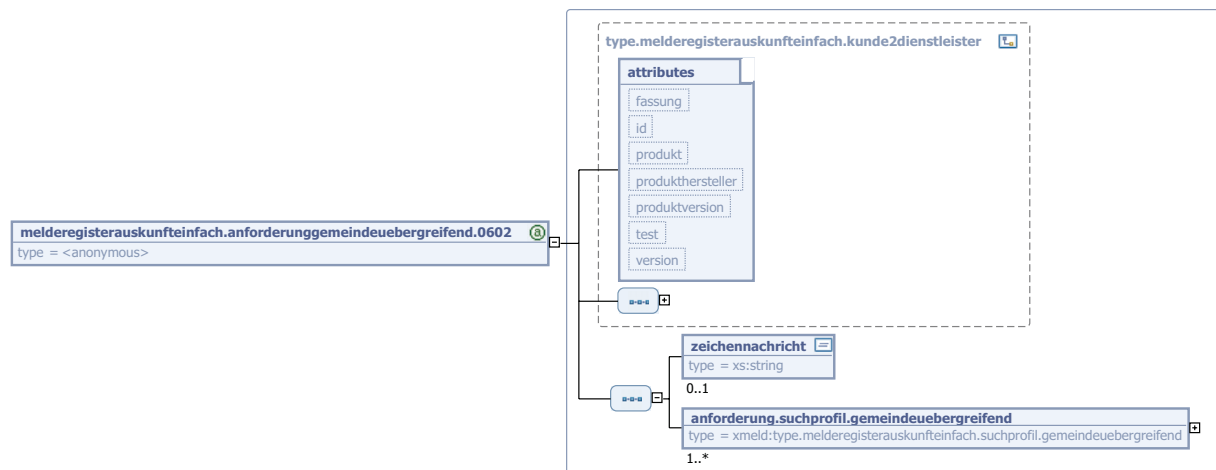 type.melderegisterauskunfteinfach.kunde2dienstleister
attributes
fassung
id
produkt
produkthersteller
produktversion
test
version
melderegisterauskunfteinfach.anforderunggemeindeuebergreifend.0602
a
type = <anonymous>
zeichennachricht
type = xs:string
0..1
anforderung.suchprofil.gemeindeuebergreifend
type = xmeld:type.melderegisterauskunfteinfach.suchprofil.gemeindeuebergreifend
1..*